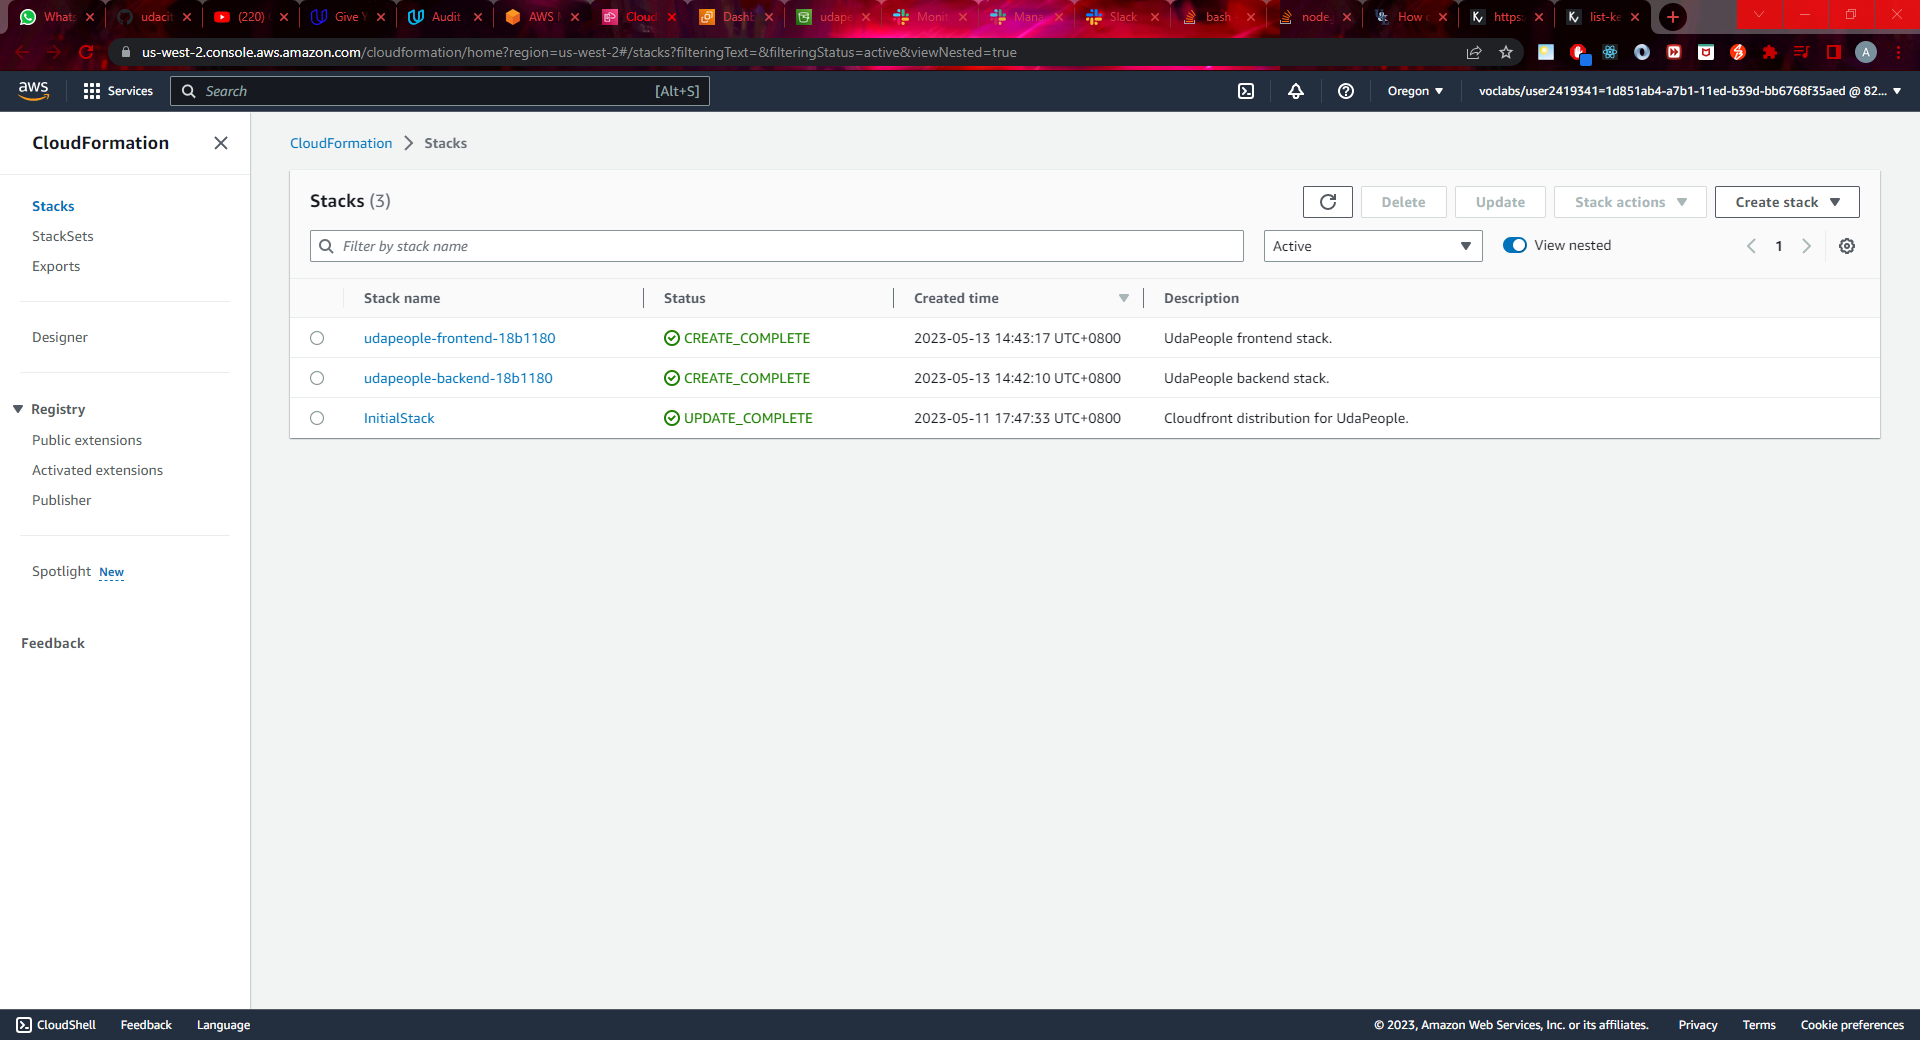 Whats udacit (220) Give Y Audit AWS Cloud Dashb udape Monit Mana Slack bash node. How c https: list-ke
us-west-2.console.aws.amazon.com/cloudformation/home?region=us-west-2#/stacks?filteringText=&filteringStatus=active&viewNested=true
A
aws Services Search [Alt+S] Oregon voclabs/user2419341=1d851ab4-a7b1-11ed-b39d-bb6768f35aed @ 82...
CloudFormation
Stacks
StackSets
Exports
Designer
Registry
Public extensions
Activated extensions
Publisher
Spotlight New
Feedback
CloudFormation Stacks
Stacks (3) Delete Update Stack actions Create stack
Filter by stack name Active View nested 1
Stack name Status Created time Description
udapeople-frontend-18b1180 CREATE_COMPLETE 2023-05-13 14:43:17 UTC+0800 UdaPeople frontend stack.
udapeople-backend-18b1180 CREATE_COMPLETE 2023-05-13 14:42:10 UTC+0800 UdaPeople backend stack.
InitialStack UPDATE_COMPLETE 2023-05-11 17:47:33 UTC+0800 Cloudfront distribution for UdaPeople.
CloudShell Feedback Language © 2023, Amazon Web Services, Inc. or its affiliates. Privacy Terms Cookie preferences